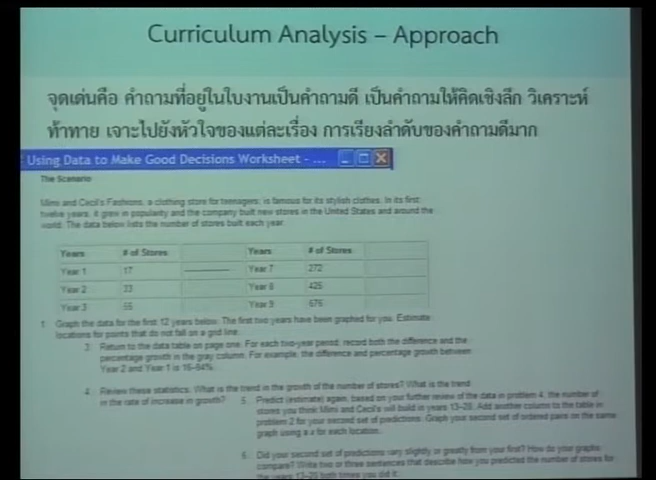 Curriculum Analysis – Approach
จุดเด่นคือ คำถามที่อยู่ในใบงานเป็นคำถามดี เป็นคำถามให้คิดเชิงลึก วิเคราะห์
ท้าทาย เจาะไปยังหัวใจของแต่ละเรื่อง การเรียงลำดับของคำถามดีมาก
Using Data to Make Good Decisions Worksheet - ...
The Scenario
Mimi and Cecil's Fashions, a clothing store for teenagers, is famous for its stylish clothes. In its first
twelve years, it grew in popularity and the company built new stores in the United States and around the
world. The data below lists the number of stores built each year.
Years # of Stores Years # of Stores
Year 1 17 Year 7 272
Year 2 33 Year 8 425
Year 3 55 Year 9 675
1. Graph the data for the first 12 years below. The first two years have been graphed for you. Estimate
locations for points that do not fall on a grid line.
Return to the data table on page one. For each two-year period, record both the difference and the
percentage growth in the gray column. For example, the difference and percentage growth between
Year 2 and Year 1 is 16-94%.
4. Review these statistics. What is the trend in the growth of the number of stores? What is the trend
in the rate of increase in growth?
5. Predict (estimate) again, based on your further review of the data in problem 4, the number of
stores you think Mimi and Cecil's will build in years 13-20. Add another column to the table in
problem 2 for your second set of predictions. Graph your second set of ordered pairs on the same
graph using a x for each location.
6. Did your second set of predictions vary slightly or greatly from your first? How do your graphs
compare? Write two or three sentences that describe how you predicted the number of stores for
the years 13-20 both times you did it.